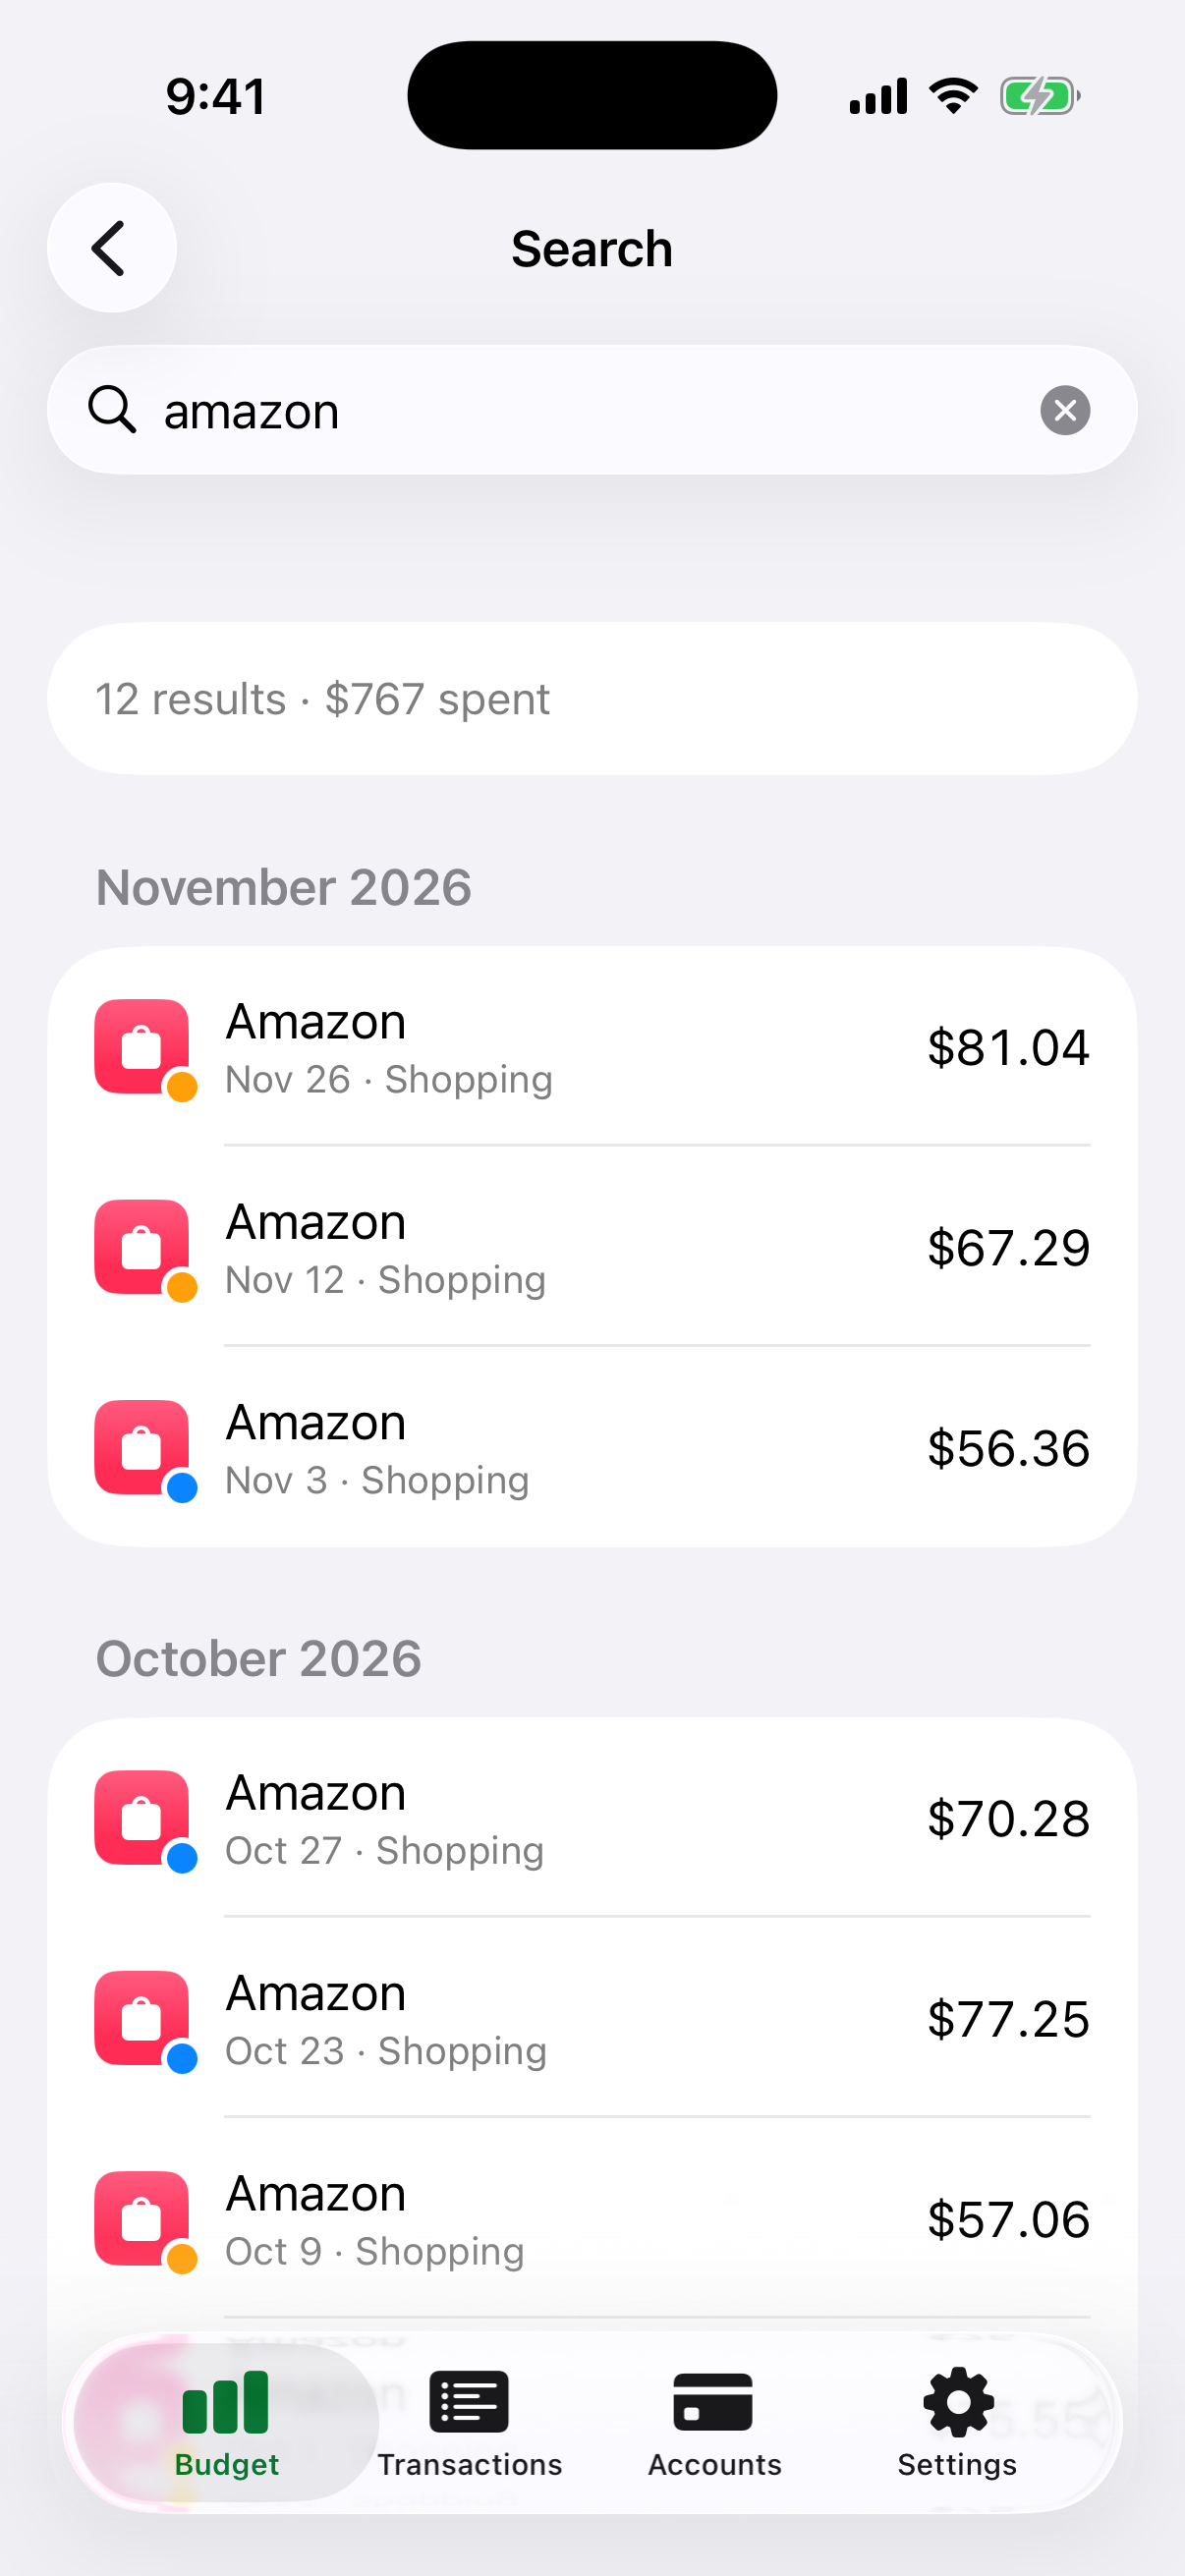 9:41
Search
amazon
12 results · $767 spent
November 2026
Amazon
Nov 26 · Shopping
$81.04
Amazon
Nov 12 · Shopping
$67.29
Amazon
Nov 3 · Shopping
$56.36
October 2026
Amazon
Oct 27 · Shopping
$70.28
Amazon
Oct 23 · Shopping
$77.25
Amazon
Oct 9 · Shopping
$57.06
Budget
Transactions
Accounts
Settings